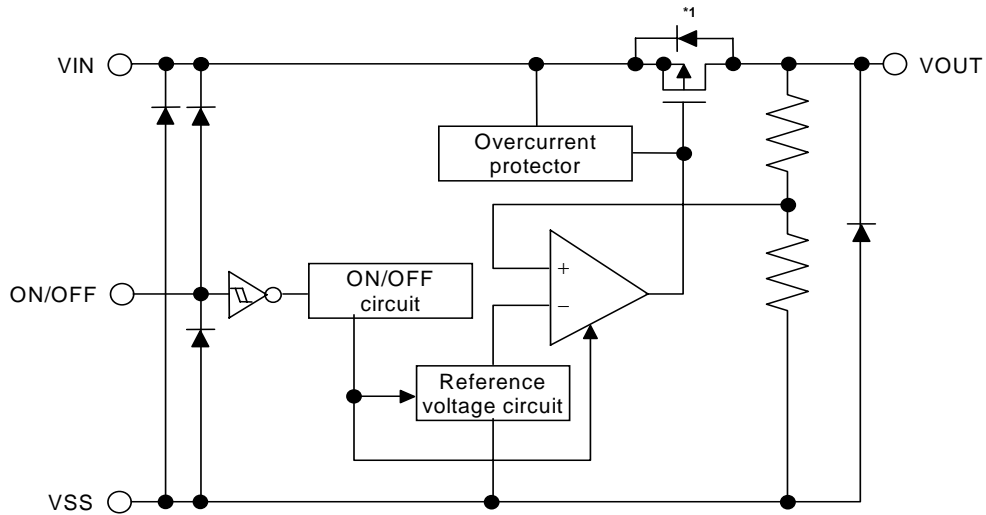 *1
VIN
VOUT
Overcurrent
protector
+
−
ON/OFF
ON/OFF
circuit
Reference
voltage circuit
VSS